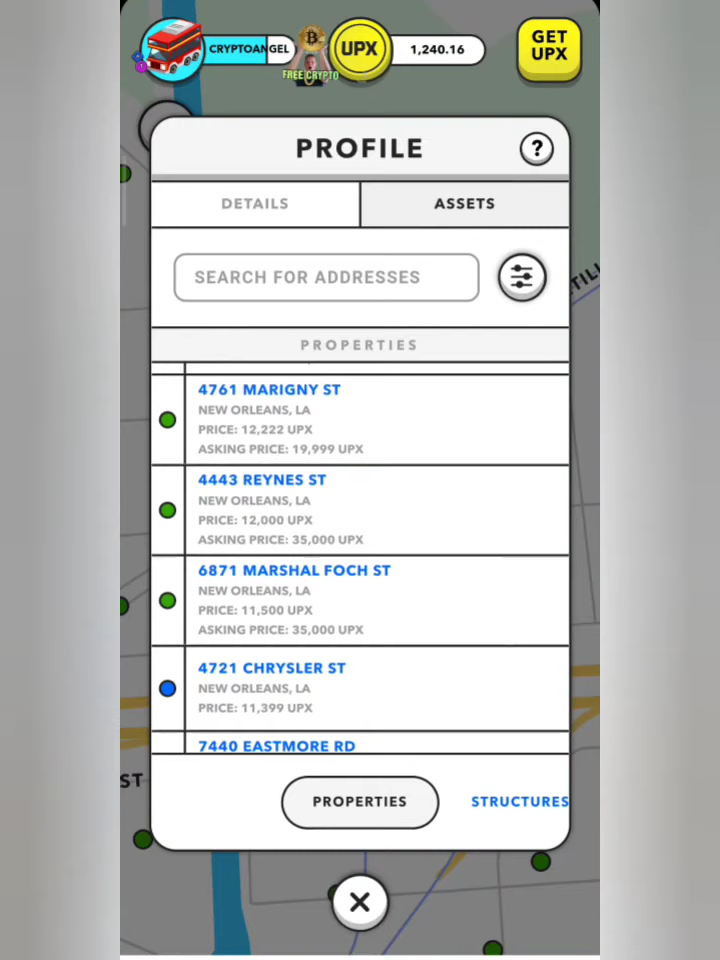 CRYPTOANGEL
FREE CRYPTO
UPX
1,240.16
GET
UPX
PROFILE
?
DETAILS
ASSETS
SEARCH FOR ADDRESSES
PROPERTIES
4761 MARIGNY ST
NEW ORLEANS, LA
PRICE: 12,222 UPX
ASKING PRICE: 19,999 UPX
4443 REYNES ST
NEW ORLEANS, LA
PRICE: 12,000 UPX
ASKING PRICE: 35,000 UPX
6871 MARSHAL FOCH ST
NEW ORLEANS, LA
PRICE: 11,500 UPX
ASKING PRICE: 35,000 UPX
4721 CHRYSLER ST
NEW ORLEANS, LA
PRICE: 11,399 UPX
7440 EASTMORE RD
ST
PROPERTIES
STRUCTURES